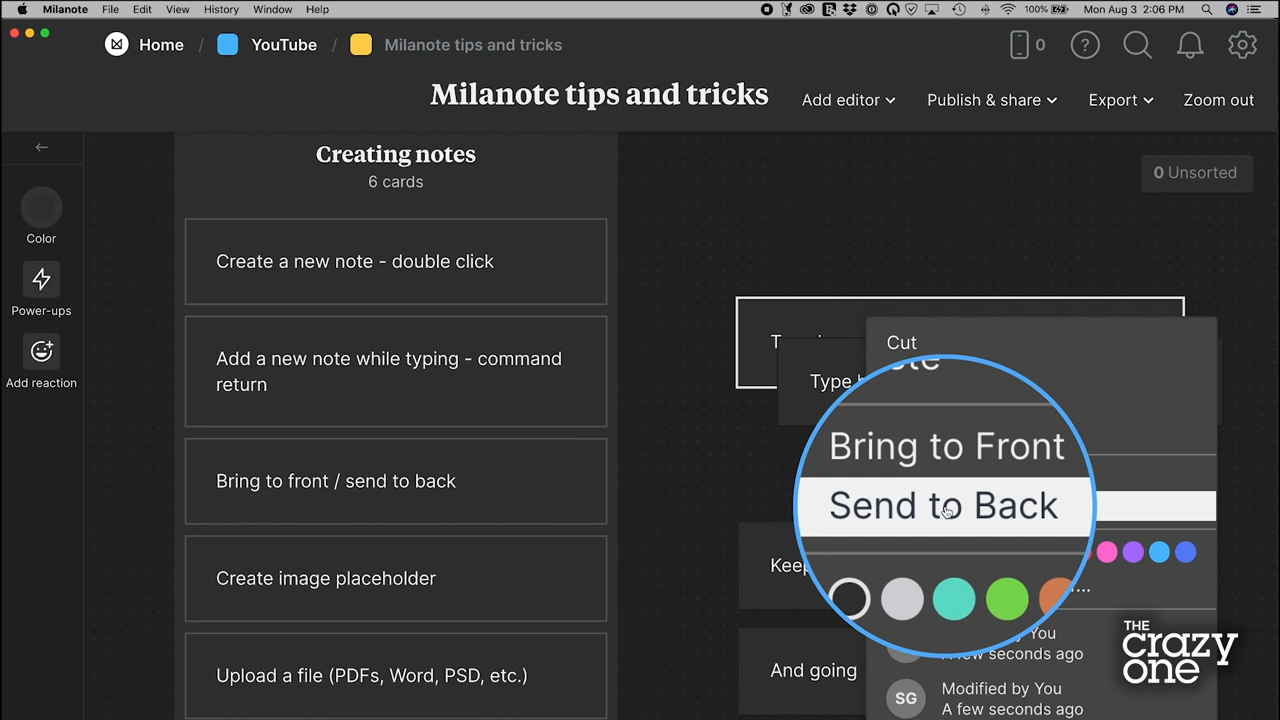 Milanote File Edit View History Window Help 100% Mon Aug 3 2:06 PM
Home / YouTube / Milanote tips and tricks 0 ?
Milanote tips and tricks Add editor Publish & share Export Zoom out
Creating notes
6 cards
0 Unsorted
Color
Power-ups
Add reaction
Create a new note - double click
Add a new note while typing - command
return
Bring to front / send to back
Create image placeholder
Upload a file (PDFs, Word, PSD, etc.)
Cut
Type
Bring to Front
Send to Back
Keep
...
And going
You
A few seconds ago
SG Modified by You
A few seconds ago
THE
crazy
one